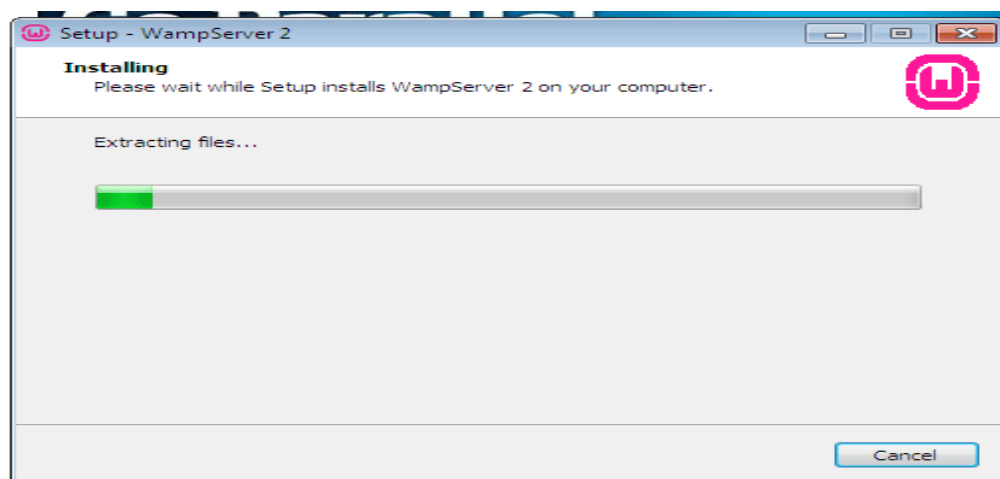 Setup - WampServer 2
Installing
Please wait while Setup installs WampServer 2 on your computer.
Extracting files...
Cancel